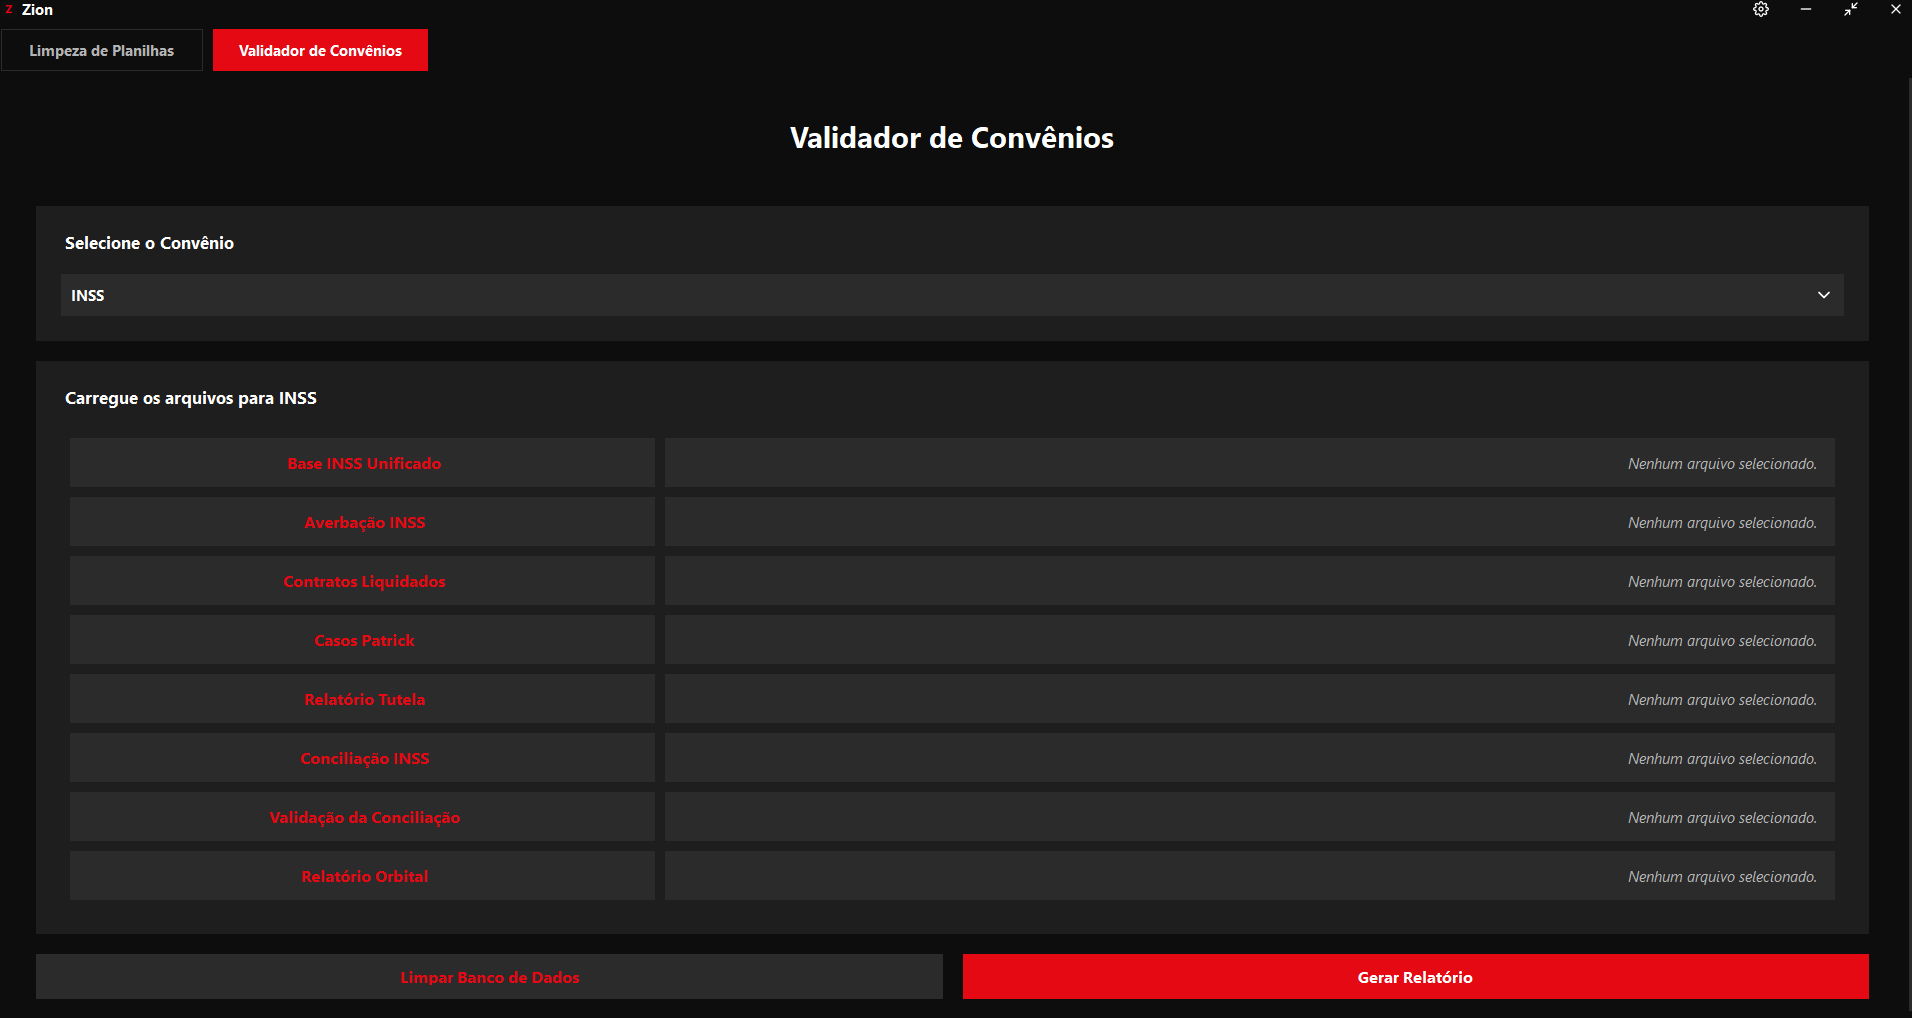 Z Zion
Limpeza de Planilhas
Validador de Convênios
Validador de Convênios
Selecione o Convênio
INSS
Carregue os arquivos para INSS
Base INSS Unificado
Nenhum arquivo selecionado.
Averbação INSS
Nenhum arquivo selecionado.
Contratos Liquidados
Nenhum arquivo selecionado.
Casos Patrick
Nenhum arquivo selecionado.
Relatório Tutela
Nenhum arquivo selecionado.
Conciliação INSS
Nenhum arquivo selecionado.
Validação da Conciliação
Nenhum arquivo selecionado.
Relatório Orbital
Nenhum arquivo selecionado.
Limpar Banco de Dados
Gerar Relatório